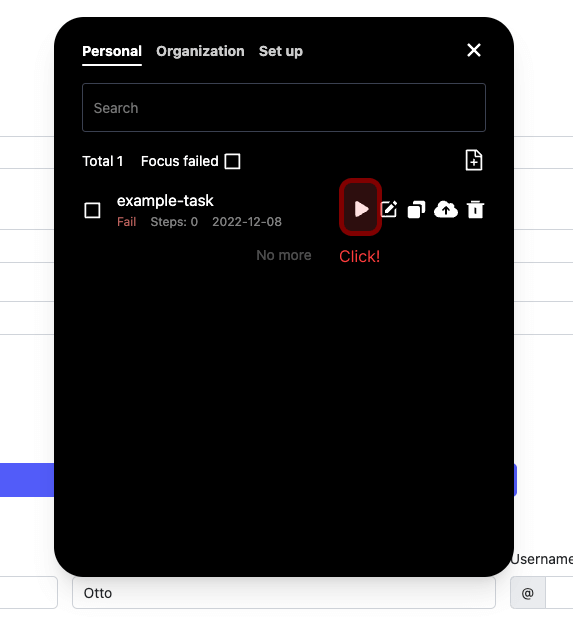 Personal Organization Set up
Search
Total 1 Focus failed
example-task
Fail Steps: 0 2022-12-08
No more Click!
Username
Otto @